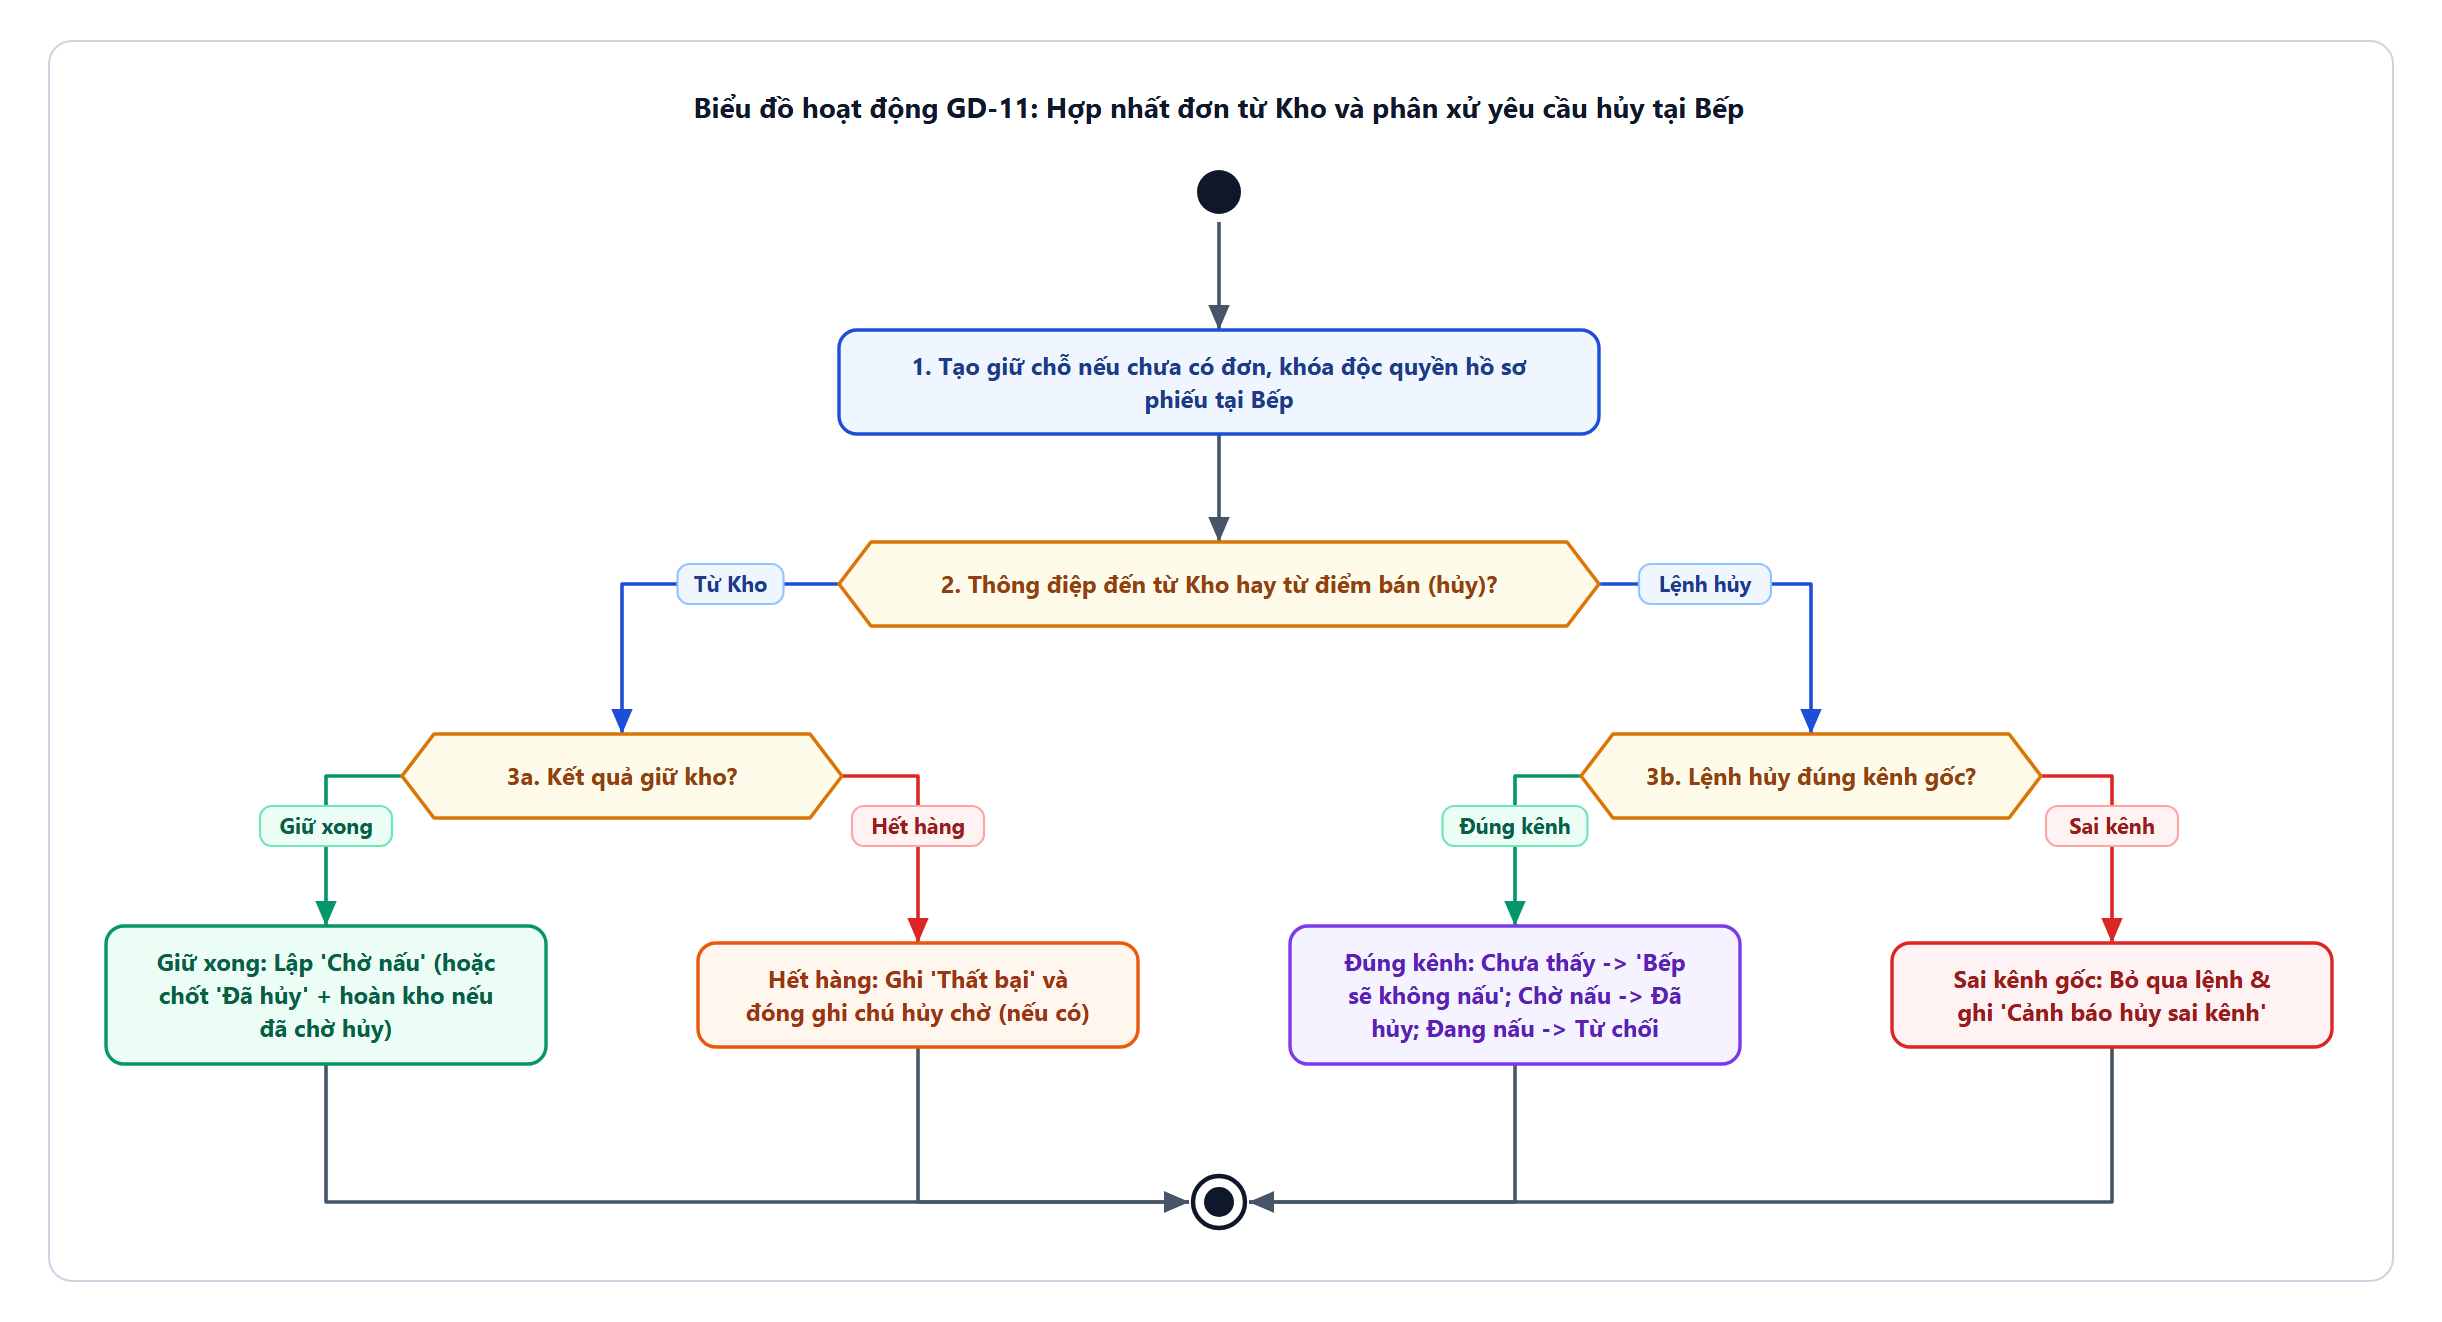 Biểu đồ hoạt động GD-11: Hợp nhất đơn từ Kho và phân xử yêu cầu hủy tại Bếp
1. Tạo giữ chỗ nếu chưa có đơn, khóa độc quyền hồ sơ
phiếu tại Bếp
2. Thông điệp đến từ Kho hay từ điểm bán (hủy)?
Từ Kho
Lệnh hủy
3a. Kết quả giữ kho?
3b. Lệnh hủy đúng kênh gốc?
Giữ xong
Hết hàng
Đúng kênh
Sai kênh
Giữ xong: Lập 'Chờ nấu' (hoặc
chốt 'Đã hủy' + hoàn kho nếu
đã chờ hủy)
Hết hàng: Ghi 'Thất bại' và
đóng ghi chú hủy chờ (nếu có)
Đúng kênh: Chưa thấy -> 'Bếp
sẽ không nấu'; Chờ nấu -> Đã
hủy; Đang nấu -> Từ chối
Sai kênh gốc: Bỏ qua lệnh &
ghi 'Cảnh báo hủy sai kênh'